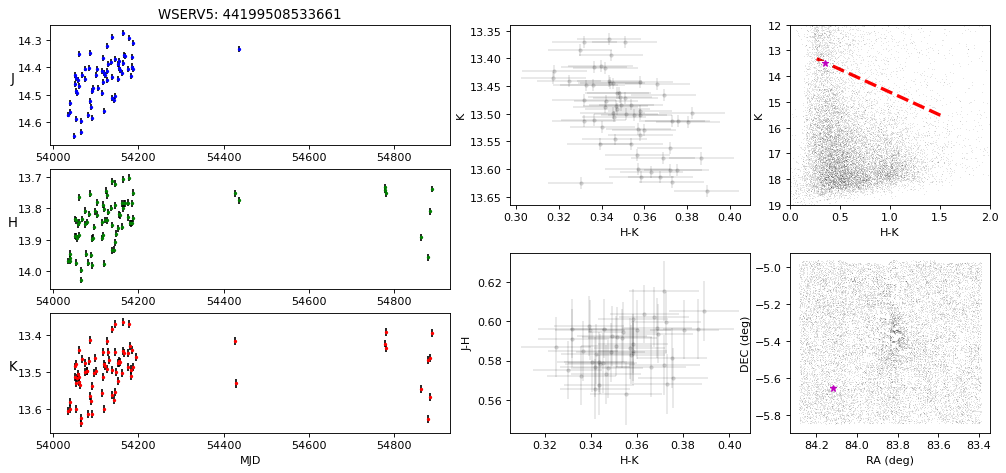 WSERV5: 44199508533661
J
14.3
14.4
14.5
14.6
54000 54200 54400 54600 54800
H
13.7
13.8
13.9
14.0
54000 54200 54400 54600 54800
K
13.4
13.5
13.6
54000 54200 54400 54600 54800
MJD
K
13.35
13.40
13.45
13.50
13.55
13.60
13.65
0.30 0.32 0.34 0.36 0.38 0.40
H-K
K
12
13
14
15
16
17
18
19
0.0 0.5 1.0 1.5 2.0
H-K
J-H
0.62
0.60
0.58
0.56
0.32 0.34 0.36 0.38 0.40
H-K
DEC (deg)
−5.0
−5.2
−5.4
−5.6
−5.8
84.2 84.0 83.8 83.6 83.4
RA (deg)